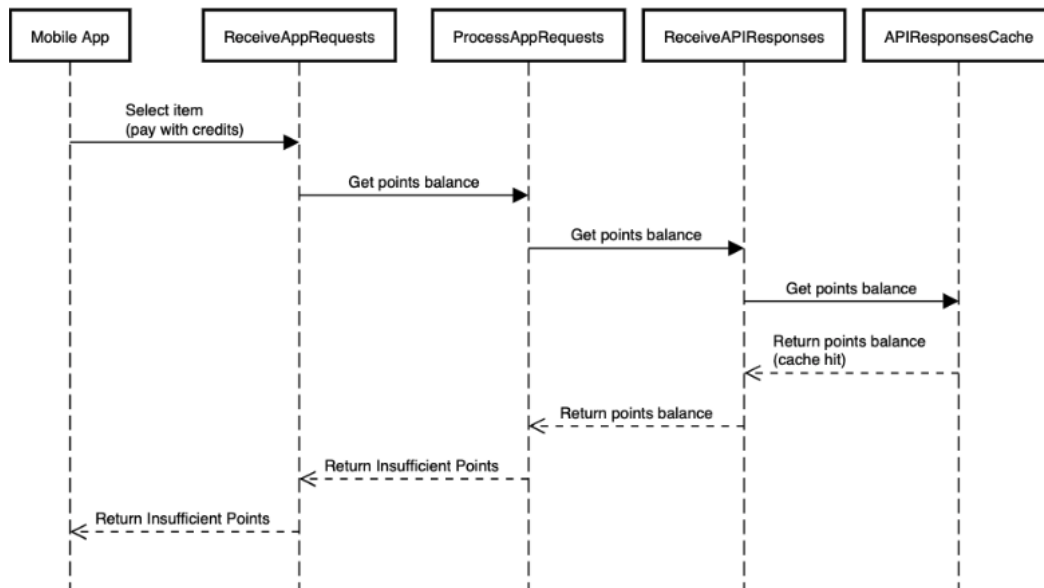 Mobile App
ReceiveAppRequests
ProcessAppRequests
ReceiveAPIResponses
APIResponsesCache
Select item
(pay with credits)
Get points balance
Get points balance
Get points balance
Return points balance
(cache hit)
Return points balance
Return Insufficient Points
Return Insufficient Points